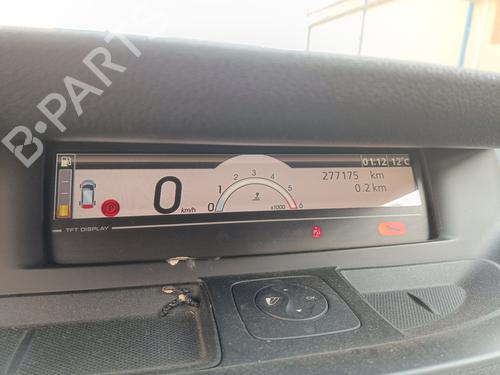 B-PARTS
01:12 12°C
277175 km
0.2 km
0 km/h
0 1 2 3 4 5 6
x1000
TFT DISPLAY
OK